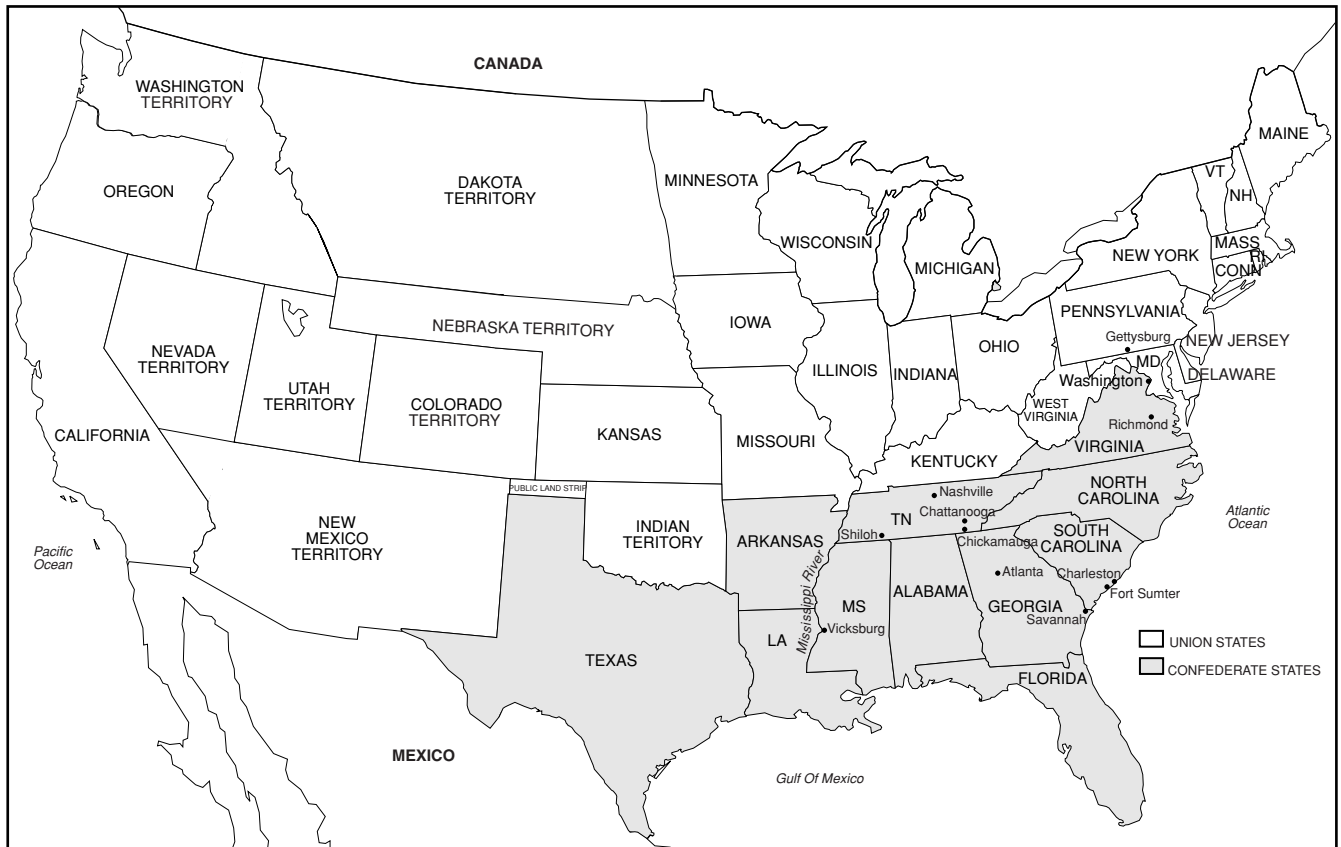 CANADA
WASHINGTON
TERRITORY
OREGON
DAKOTA
TERRITORY
MINNESOTA
WISCONSIN
MICHIGAN
MAINE
VT
NH
MASS
RI
CONN
NEW YORK
PENNSYLVANIA
Gettysburg
NEW JERSEY
MD
DELAWARE
Washington
NEBRASKA TERRITORY
IOWA
NEVADA
TERRITORY
UTAH
TERRITORY
COLORADO
TERRITORY
ILLINOIS
INDIANA
OHIO
WEST
VIRGINIA
Richmond
VIRGINIA
CALIFORNIA
KANSAS
MISSOURI
KENTUCKY
PUBLIC LAND STRIP
NEW
MEXICO
TERRITORY
INDIAN
TERITORY
ARKANSAS
TN
Nashville
Chattanooga
Shiloh
Chickamauga
NORTH
CAROLINA
SOUTH
CAROLINA
Atlantic
Ocean
Pacific
Ocean
Mississippi River
MS
ALABAMA
Atlanta
GEORGIA
Charleston
Fort Sumter
Savannah
Vicksburg
LA
TEXAS
FLORIDA
UNION STATES
CONFEDERATE STATES
MEXICO
Gulf Of Mexico